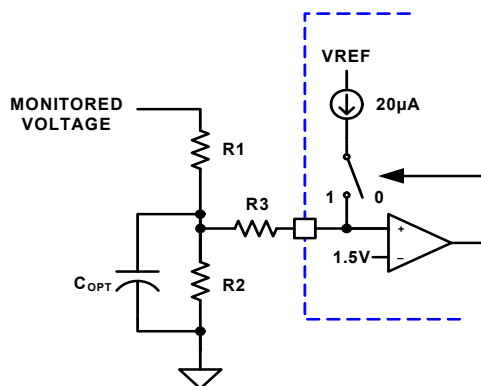 VREF
20µA
MONITORED
VOLTAGE
R1
R3
1 0
+
1.5V
−
COPT
R2